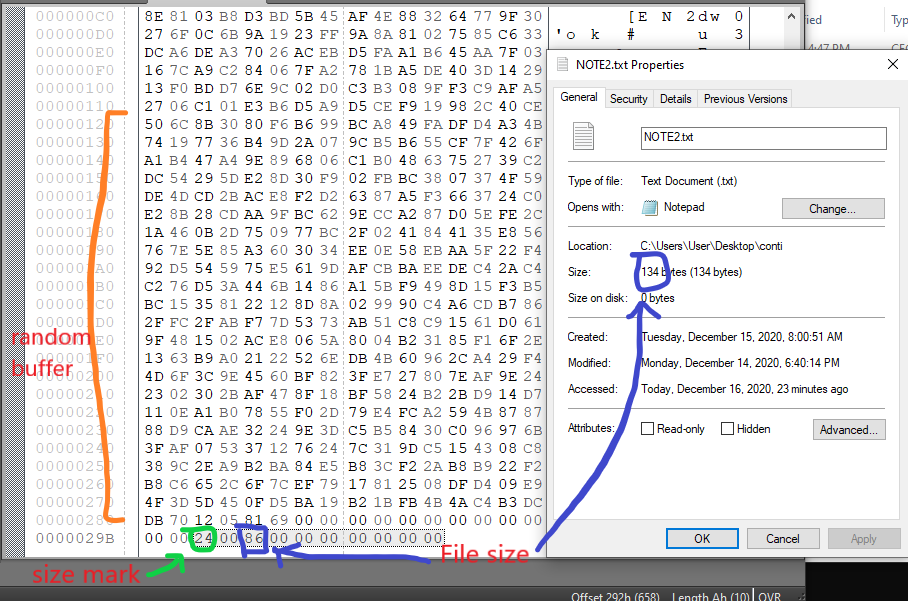 000000C0 8E 81 03 B8 D3 BD 5B 45 AF 4E 88 32 64 77 9F 30 [E N 2dw 0
000000D0 27 6F 0C 6B 9A 19 23 FF 9A 8A 81 02 75 85 C6 33 'o k # u 3
000000E0 DC A6 DE A3 70 26 AC EB D5 FA A1 B6 45 AA 7F 03
000000F0 16 7C A9 C2 84 06 7F A2 78 1B A5 DE 40 3D 14 29
00000100 13 F0 BD D7 6E 9C 02 D0 C3 B3 08 9F F3 C9 AF A5
00000110 27 06 C1 01 E3 B6 D5 A9 D5 CE F9 19 98 2C 40 CE
00000120 50 6C 8B 30 80 F6 B6 99 BC A8 49 FA DF D4 A3 4B
00000130 74 19 77 36 B4 9D 2A 07 9C B5 B6 55 CF 7F 42 6F
00000140 A1 B4 47 A4 9E 89 68 06 C1 B0 48 63 75 27 39 C2
00000150 DC 54 29 5D E2 8D 30 F9 02 FB BC 38 07 37 4F 59
00000160 DE 4D CD 2B AC E8 F2 D2 63 87 A5 F3 66 37 24 C0
00000170 E2 8B 28 CD AA 9F BC 62 9E CC A2 87 D0 5E FE 2C
00000180 1A 46 0B 2D 75 09 77 BC 2F 02 41 84 41 35 E8 56
00000190 76 7E 5E 85 A3 60 30 34 EE 0E 58 EB AA 5F 22 F4
000001A0 92 D5 54 59 75 E5 61 9D AF CB BA EE DE C4 2A C4
000001B0 C2 76 D5 3A 44 6B 14 86 A1 5B F9 49 8D 15 F3 B5
000001C0 BC 15 35 81 22 12 8D 8A 02 99 90 C4 A6 CD B7 86
000001D0 2F FC 2F AB F7 7D 53 73 AB 51 C8 C9 15 61 D0 61
000001E0 9F 48 15 02 AC E8 06 5A 80 04 B2 31 85 F1 6F 2E
000001F0 13 63 B9 A0 21 22 52 6E DB 4B 60 96 2C A4 29 F4
00000200 4D 6F 3C 9E 45 60 BF 82 3F E7 27 80 7E AF 9E 24
00000210 23 02 30 2B AF 47 8F 18 BF 58 24 B2 2B D9 14 D7
00000220 11 0E A1 B0 78 55 F0 2D 79 E4 FC A2 59 4B 87 87
00000230 88 D9 CA AE 32 24 9E 3D C5 B5 84 30 C0 96 97 6B
00000240 3F AF 07 53 37 12 76 24 7C 31 9D C5 15 43 08 C8
00000250 38 9C 2E A9 B2 BA 84 E5 B8 3C F2 2A B8 B9 22 F2
00000260 B8 C6 65 2C 6F 7C EF 79 17 81 25 08 DF D4 09 E9
00000270 4F 3D 5D 45 0F D5 BA 19 B2 1B FB 4B 4A C4 B3 DC
00000280 DB 70 12 05 81 69 00 00 00 00 00 00 00 00 00 00
0000029B 00 00 24 00 86 00 00 00 00 00 00 00
random
buffer
size mark
File size
Offset 292h (658) Length Ah (10) OVR
4:47 PM
NOTE2.txt Properties
General Security Details Previous Versions
NOTE2.txt
Type of file: Text Document (.txt)
Opens with: Notepad Change...
Location: C:\Users\User\Desktop\conti
Size: 134 bytes (134 bytes)
Size on disk: 0 bytes
Created: Tuesday, December 15, 2020, 8:00:51 AM
Modified: Monday, December 14, 2020, 6:40:14 PM
Accessed: Today, December 16, 2020, 23 minutes ago
Attributes: Read-only Hidden Advanced...
OK Cancel Apply